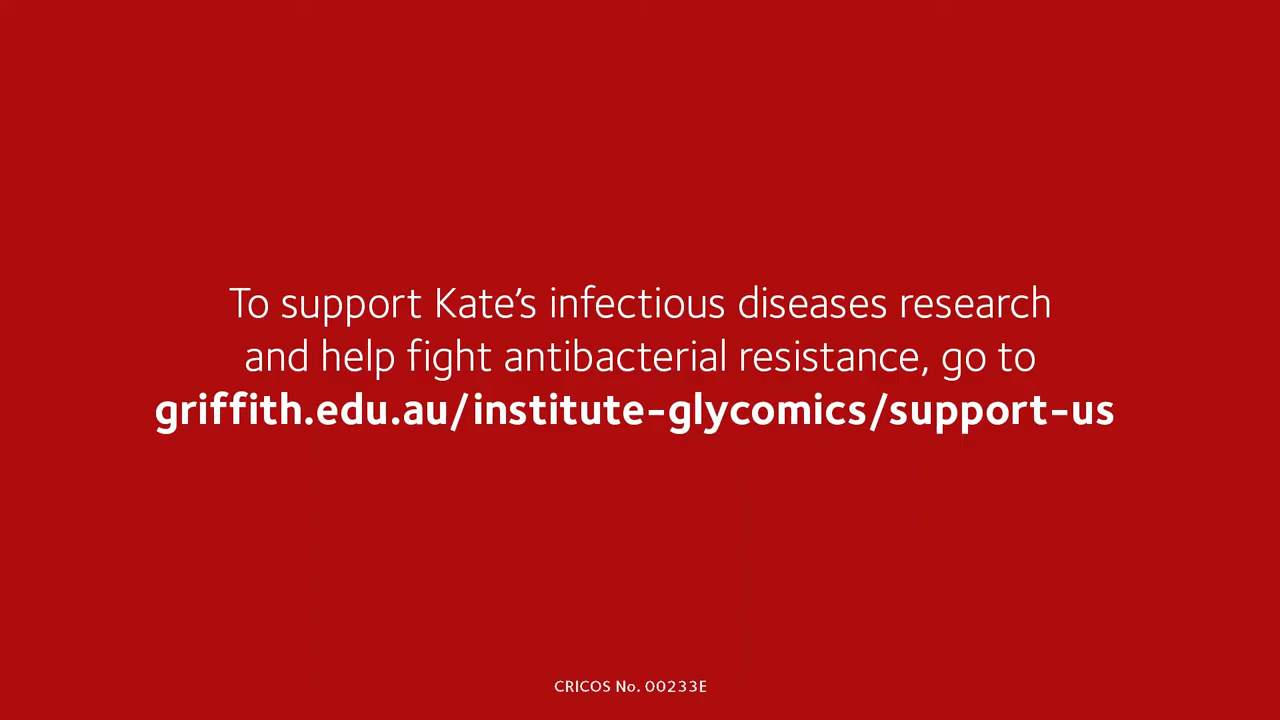 To support Kate’s infectious diseases research
and help fight antibacterial resistance, go to
griffith.edu.au/institute-glycomics/support-us
CRICOS No. 00233E